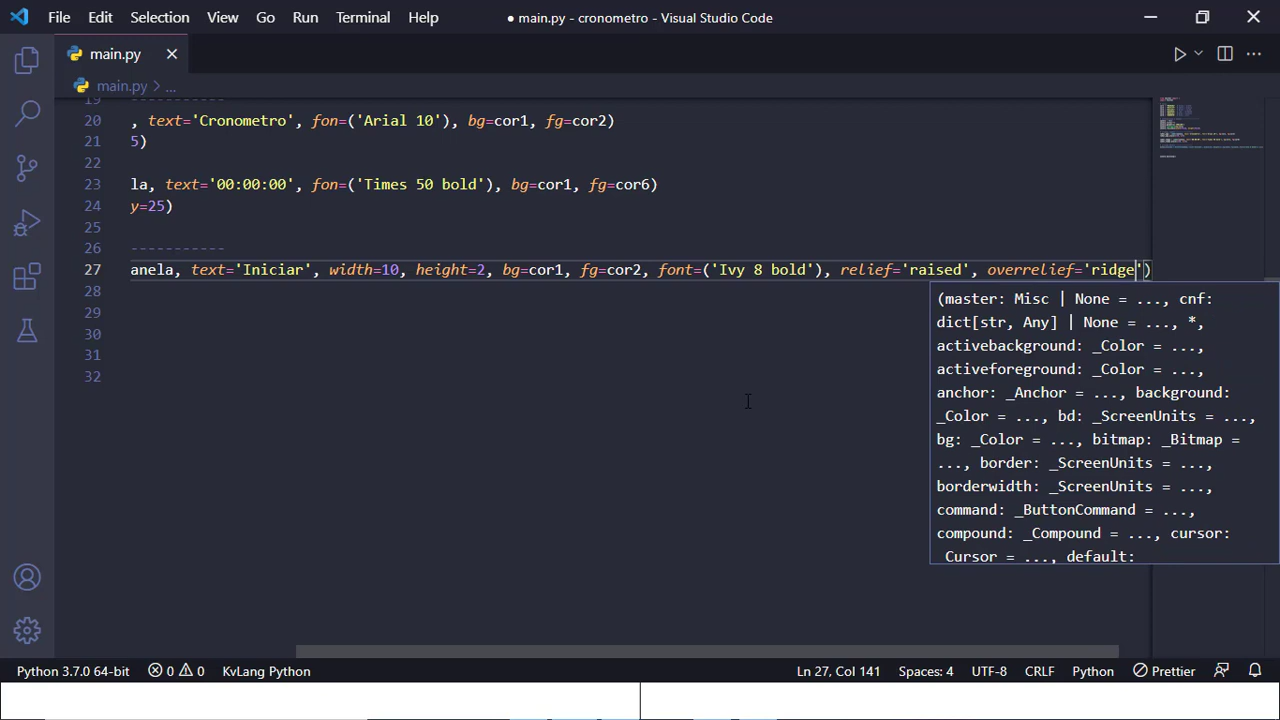 File Edit Selection View Go Run Terminal Help ● main.py - cronometro - Visual Studio Code
main.py
main.py > ...
19 -----------
20 , text='Cronometro', fon=('Arial 10'), bg=cor1, fg=cor2)
21 5)
22
23 la, text='00:00:00', fon=('Times 50 bold'), bg=cor1, fg=cor6)
24 y=25)
25
26 -----------
27 anela, text='Iniciar', width=10, height=2, bg=cor1, fg=cor2, font=('Ivy 8 bold'), relief='raised', overrelief='ridge')
28
29
30
31
32
(master: Misc | None = ..., cnf:
dict[str, Any] | None = ..., *,
activebackground: _Color = ...,
activeforeground: _Color = ...,
anchor: _Anchor = ..., background:
_Color = ..., bd: _ScreenUnits = ...,
bg: _Color = ..., bitmap: _Bitmap =
..., border: _ScreenUnits = ...,
borderwidth: _ScreenUnits = ...,
command: _ButtonCommand = ...,
compound: _Compound = ..., cursor:
_Cursor = ..., default:
Python 3.7.0 64-bit 0 0 KvLang Python Ln 27, Col 141 Spaces: 4 UTF-8 CRLF Python Prettier